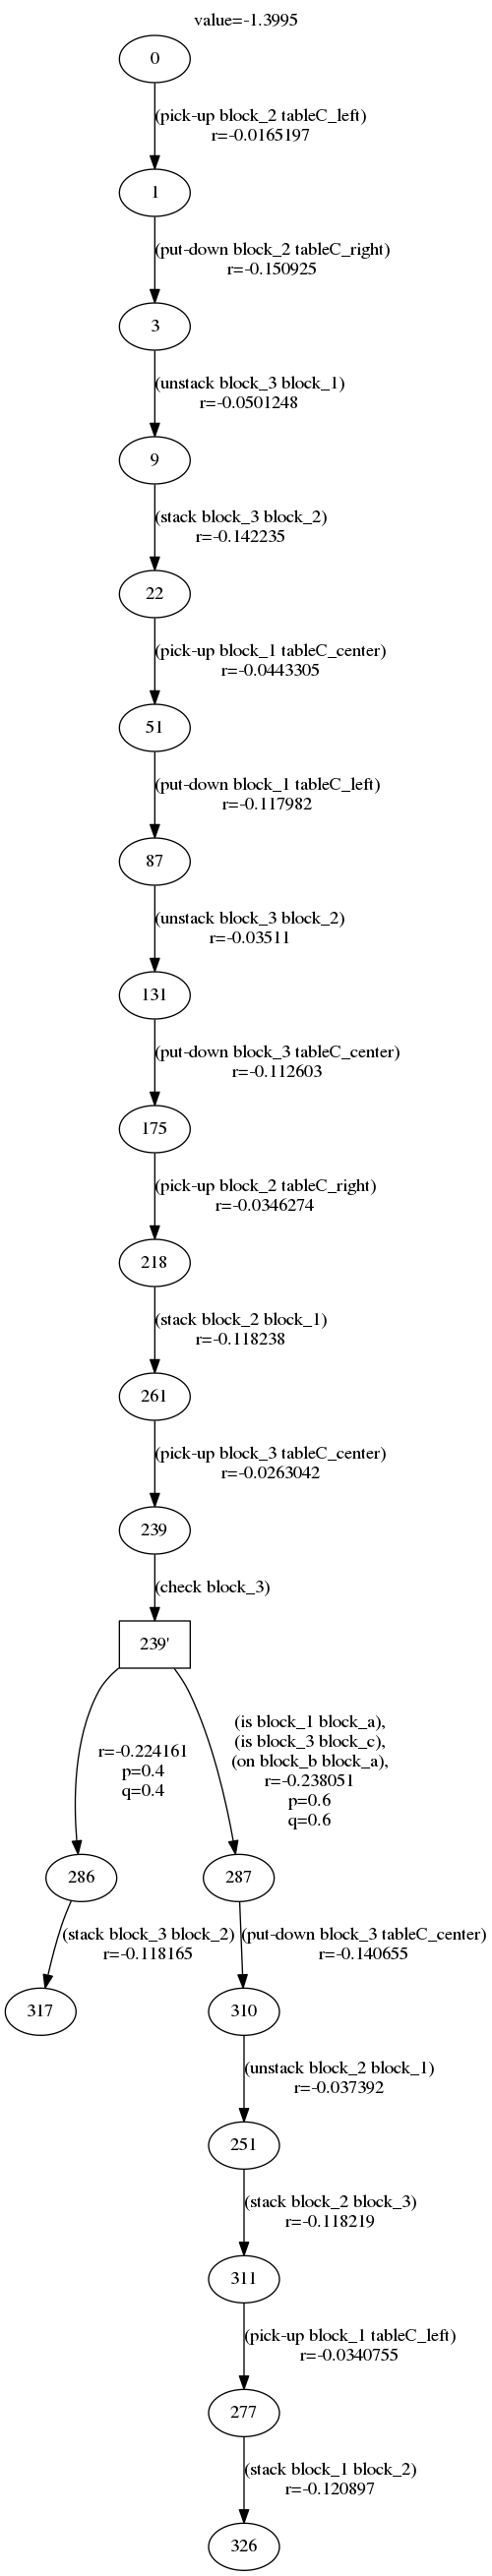 value=-1.3995
0
(pick-up block_2 tableC_left)
r=-0.0165197
1
(put-down block_2 tableC_right)
r=-0.150925
3
(unstack block_3 block_1)
r=-0.0501248
9
(stack block_3 block_2)
r=-0.142235
22
(pick-up block_1 tableC_center)
r=-0.0443305
51
(put-down block_1 tableC_left)
r=-0.117982
87
(unstack block_3 block_2)
r=-0.03511
131
(put-down block_3 tableC_center)
r=-0.112603
175
(pick-up block_2 tableC_right)
r=-0.0346274
218
(stack block_2 block_1)
r=-0.118238
261
(pick-up block_3 tableC_center)
r=-0.0263042
239
(check block_3)
239'
r=-0.224161
p=0.4
q=0.4
(is block_1 block_a),
(is block_3 block_c),
(on block_b block_a),
r=-0.238051
p=0.6
q=0.6
286
287
(stack block_3 block_2)
r=-0.118165
(put-down block_3 tableC_center)
r=-0.140655
317
310
(unstack block_2 block_1)
r=-0.037392
251
(stack block_2 block_3)
r=-0.118219
311
(pick-up block_1 tableC_left)
r=-0.0340755
277
(stack block_1 block_2)
r=-0.120897
326